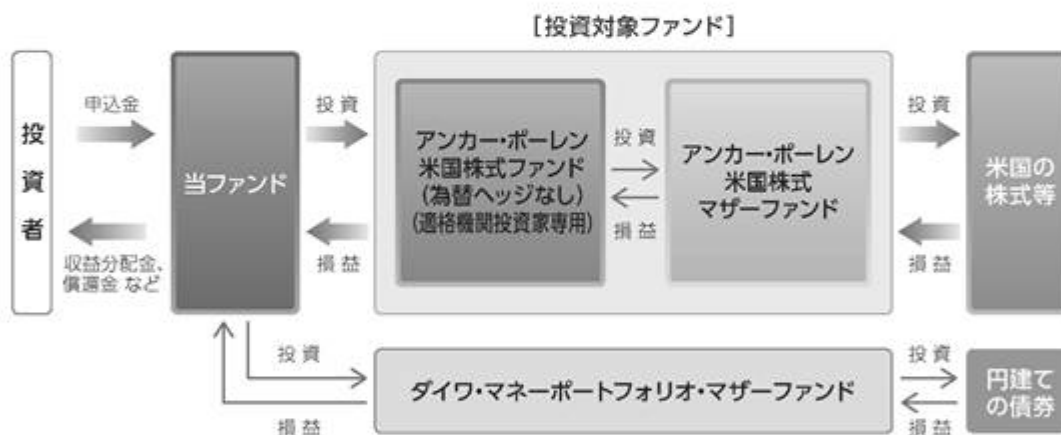 [投資対象ファンド]
投資者
申込金
収益分配金、
償還金 など
当ファンド
投資
損益
アンカー・ポーレン
米国株式ファンド
(為替ヘッジなし)
(適格機関投資家専用)
投資
損益
アンカー・ポーレン
米国株式
マザーファンド
投資
損益
米国の
株式等
投資
損益
ダイワ・マネーポートフォリオ・マザーファンド
投資
損益
円建て
の債券